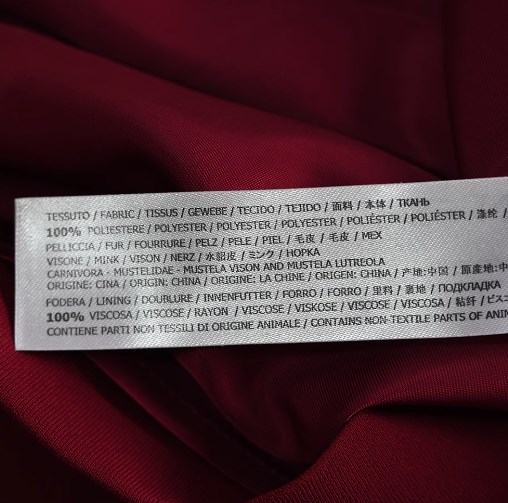 TESSUTO / FABRIC / TISSUS / GEWEBE / TECIDO / TEJIDO / 面料 / 本体 / ТКАНЬ
100% POLIESTERE / POLYESTER / POLYESTER / POLYESTER / POLIÉSTER / POLIÉSTER / 涤纶 /
PELLICCIA / FUR / FOURRURE / PELZ / PELE / PIEL / 毛皮 / 毛皮 / МЕХ
VISONE / MINK / VISON / NERZ / 水貂皮 / ミンク / НОРКА
CARNIVORA - MUSTELIDAE - MUSTELA VISON AND MUSTELA LUTREOLA
ORIGINE: CINA / ORIGIN: CHINA / ORIGINE: LA CHINE / ORIGEN: CHINA / 产地:中国 / 原産地:中
FODERA / LINING / DOUBLURE / INNENFUTTER / FORRO / FORRO / 里料 / 裏地 / ПОДКЛАДКА
100% VISCOSA / VISCOSE / RAYON / VISCOSE / VISKOSE / VISCOSE / VISCOSA / 粘纤 / ビスコ
CONTIENE PARTI NON TESSILI DI ORIGINE ANIMALE / CONTAINS NON-TEXTILE PARTS OF ANIM